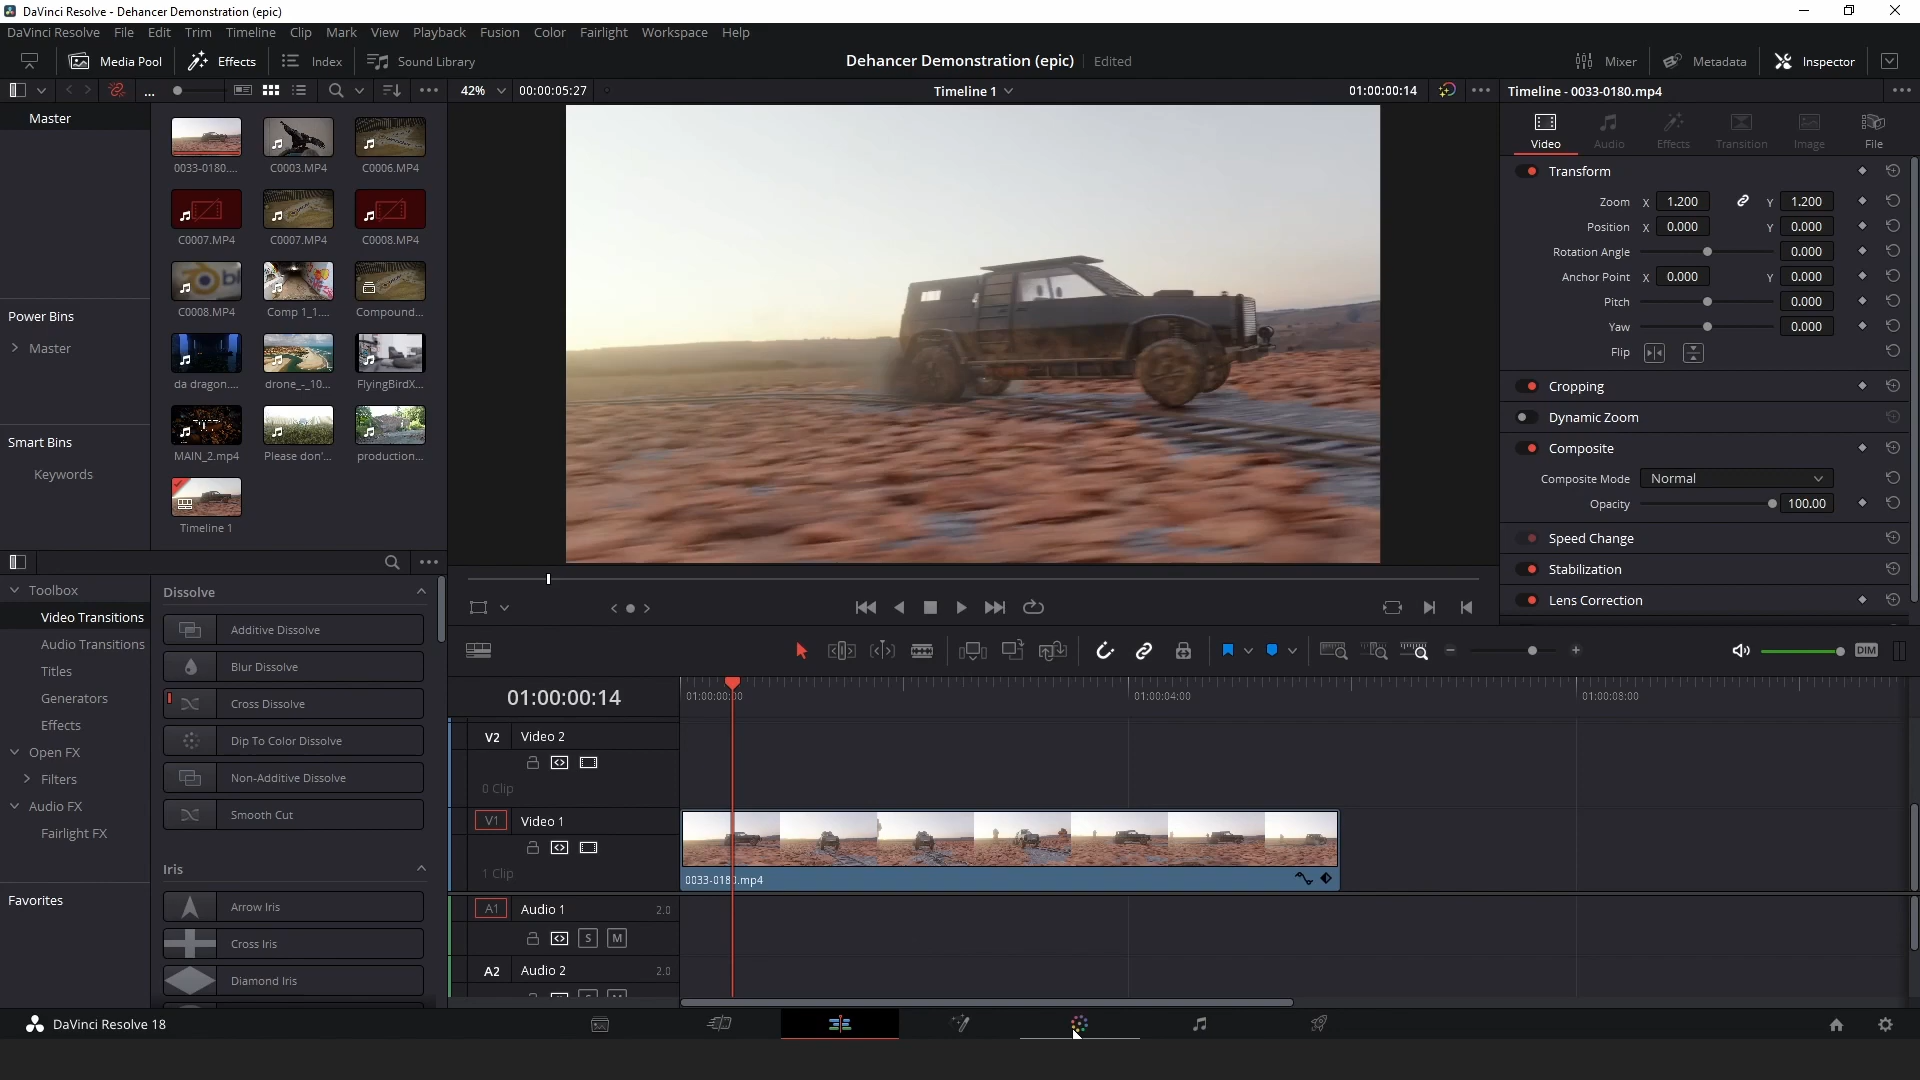 DaVinci Resolve - Dehancer Demonstration (epic)
DaVinci Resolve File Edit Trim Timeline Clip Mark View Playback Fusion Color Fairlight Workspace Help
Media Pool Effects Index Sound Library Dehancer Demonstration (epic) Edited Mixer Metadata Inspector
42% 00:00:05:27 Timeline 1 01:00:00:14 Timeline - 0033-0180.mp4
Master
0033-0180.... C0003.MP4 C0006.MP4
C0007.MP4 C0007.MP4 C0008.MP4
C0008.MP4 Comp 1_1.... Compound...
da dragon.... drone_-_10... FlyingBirdX...
MAIN_2.mp4 Please don'... production...
Timeline 1
Power Bins
Master
Smart Bins
Keywords
Video Audio Effects Transition Image File
Transform
Zoom X 1.200 Y 1.200
Position X 0.000 Y 0.000
Rotation Angle 0.000
Anchor Point X 0.000 Y 0.000
Pitch 0.000
Yaw 0.000
Flip
Cropping
Dynamic Zoom
Composite
Composite Mode Normal
Opacity 100.00
Speed Change
Stabilization
Lens Correction
Toolbox
Video Transitions
Audio Transitions
Titles
Generators
Effects
Open FX
Filters
Audio FX
Fairlight FX
Favorites
Dissolve
Additive Dissolve
Blur Dissolve
Cross Dissolve
Dip To Color Dissolve
Non-Additive Dissolve
Smooth Cut
Iris
Arrow Iris
Cross Iris
Diamond Iris
DIM
01:00:00:14 01:00:00:00 01:00:04:00 01:00:08:00
V2 Video 2
0 Clip
V1 Video 1
1 Clip
0033-0180.mp4
A1 Audio 1 2.0
S M
A2 Audio 2 2.0
DaVinci Resolve 18